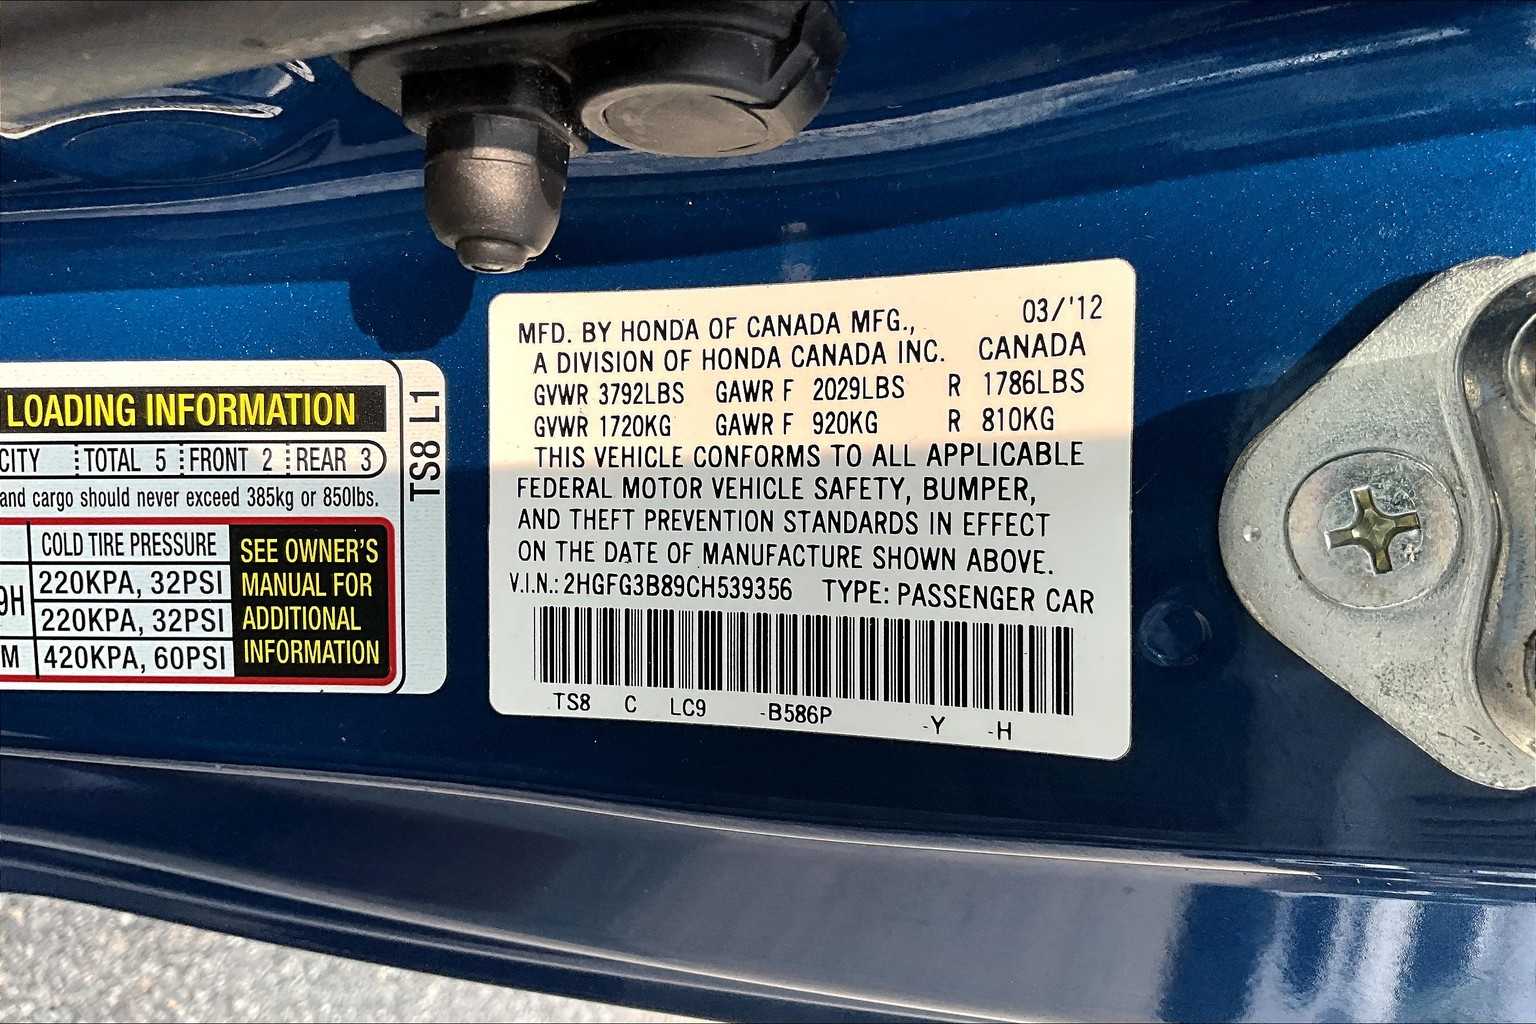 LOADING INFORMATION
CITY TOTAL 5 FRONT 2 REAR 3
and cargo should never exceed 385kg or 850lbs.
COLD TIRE PRESSURE
9H 220KPA, 32PSI
220KPA, 32PSI
M 420KPA, 60PSI
SEE OWNER'S
MANUAL FOR
ADDITIONAL
INFORMATION
TS8 L1
MFD. BY HONDA OF CANADA MFG., 03/'12
A DIVISION OF HONDA CANADA INC. CANADA
GVWR 3792LBS GAWR F 2029LBS R 1786LBS
GVWR 1720KG GAWR F 920KG R 810KG
THIS VEHICLE CONFORMS TO ALL APPLICABLE
FEDERAL MOTOR VEHICLE SAFETY, BUMPER,
AND THEFT PREVENTION STANDARDS IN EFFECT
ON THE DATE OF MANUFACTURE SHOWN ABOVE.
V.I.N.: 2HGFG3B89CH539356 TYPE: PASSENGER CAR
TS8 C LC9 -B586P -Y -H